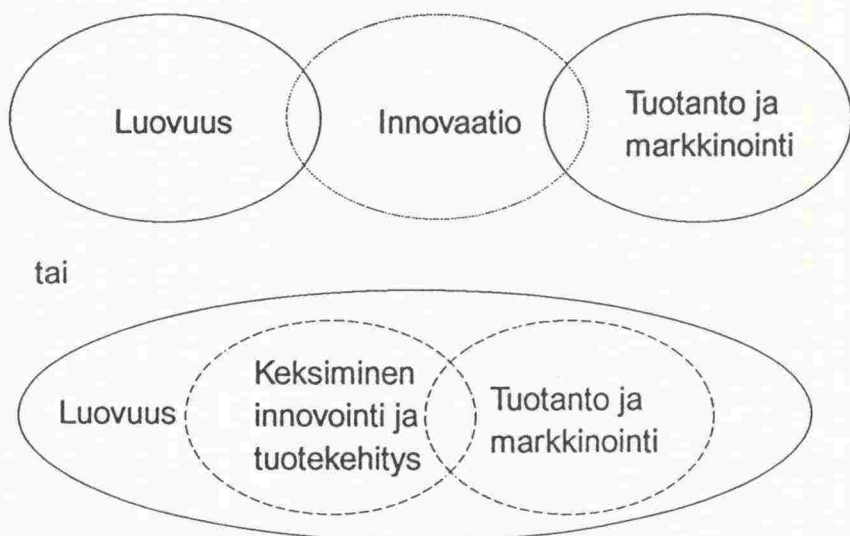 Luovuus
Innovaatio
Tuotanto ja
markkinointi
tai
Luovuus
Keksiminen
innovointi ja
tuotekehitys
Tuotanto ja
markkinointi